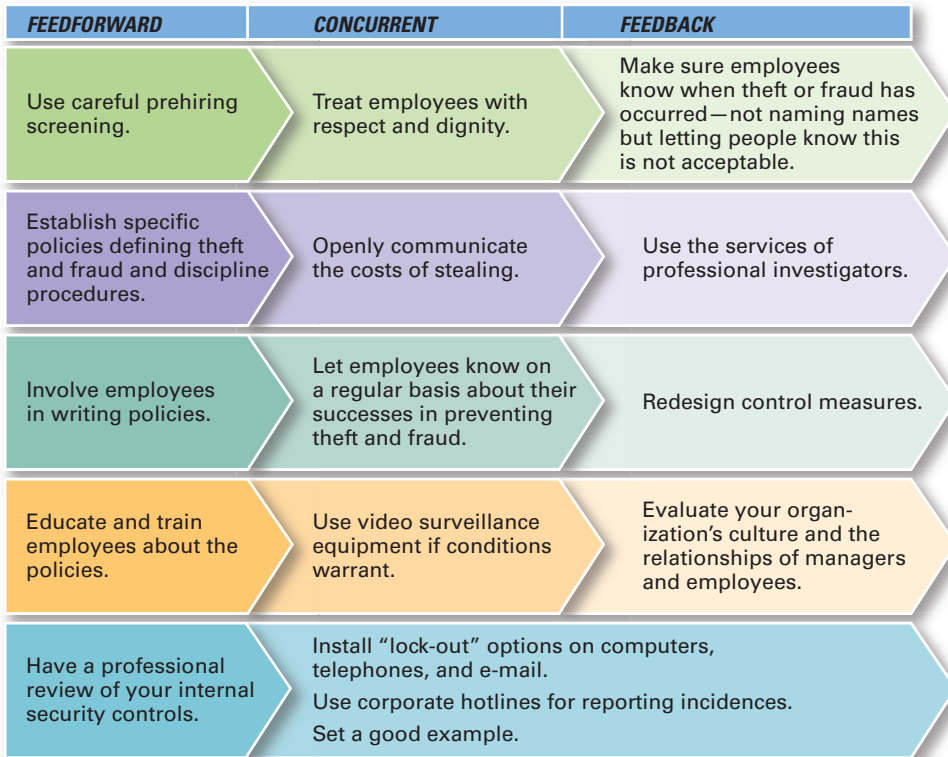 FEEDFORWARD
CONCURRENT
FEEDBACK
Use careful prehiring
screening.
Treat employees with
respect and dignity.
Make sure employees
know when theft or fraud has
occurred—not naming names
but letting people know this
is not acceptable.
Establish specific
policies defining theft
and fraud and discipline
procedures.
Openly communicate
the costs of stealing.
Use the services of
professional investigators.
Involve employees
in writing policies.
Let employees know on
a regular basis about their
successes in preventing
theft and fraud.
Redesign control measures.
Educate and train
employees about the
policies.
Use video surveillance
equipment if conditions
warrant.
Evaluate your organ-
ization’s culture and the
relationships of managers
and employees.
Have a professional
review of your internal
security controls.
Install “lock-out” options on computers,
telephones, and e-mail.
Use corporate hotlines for reporting incidences.
Set a good example.